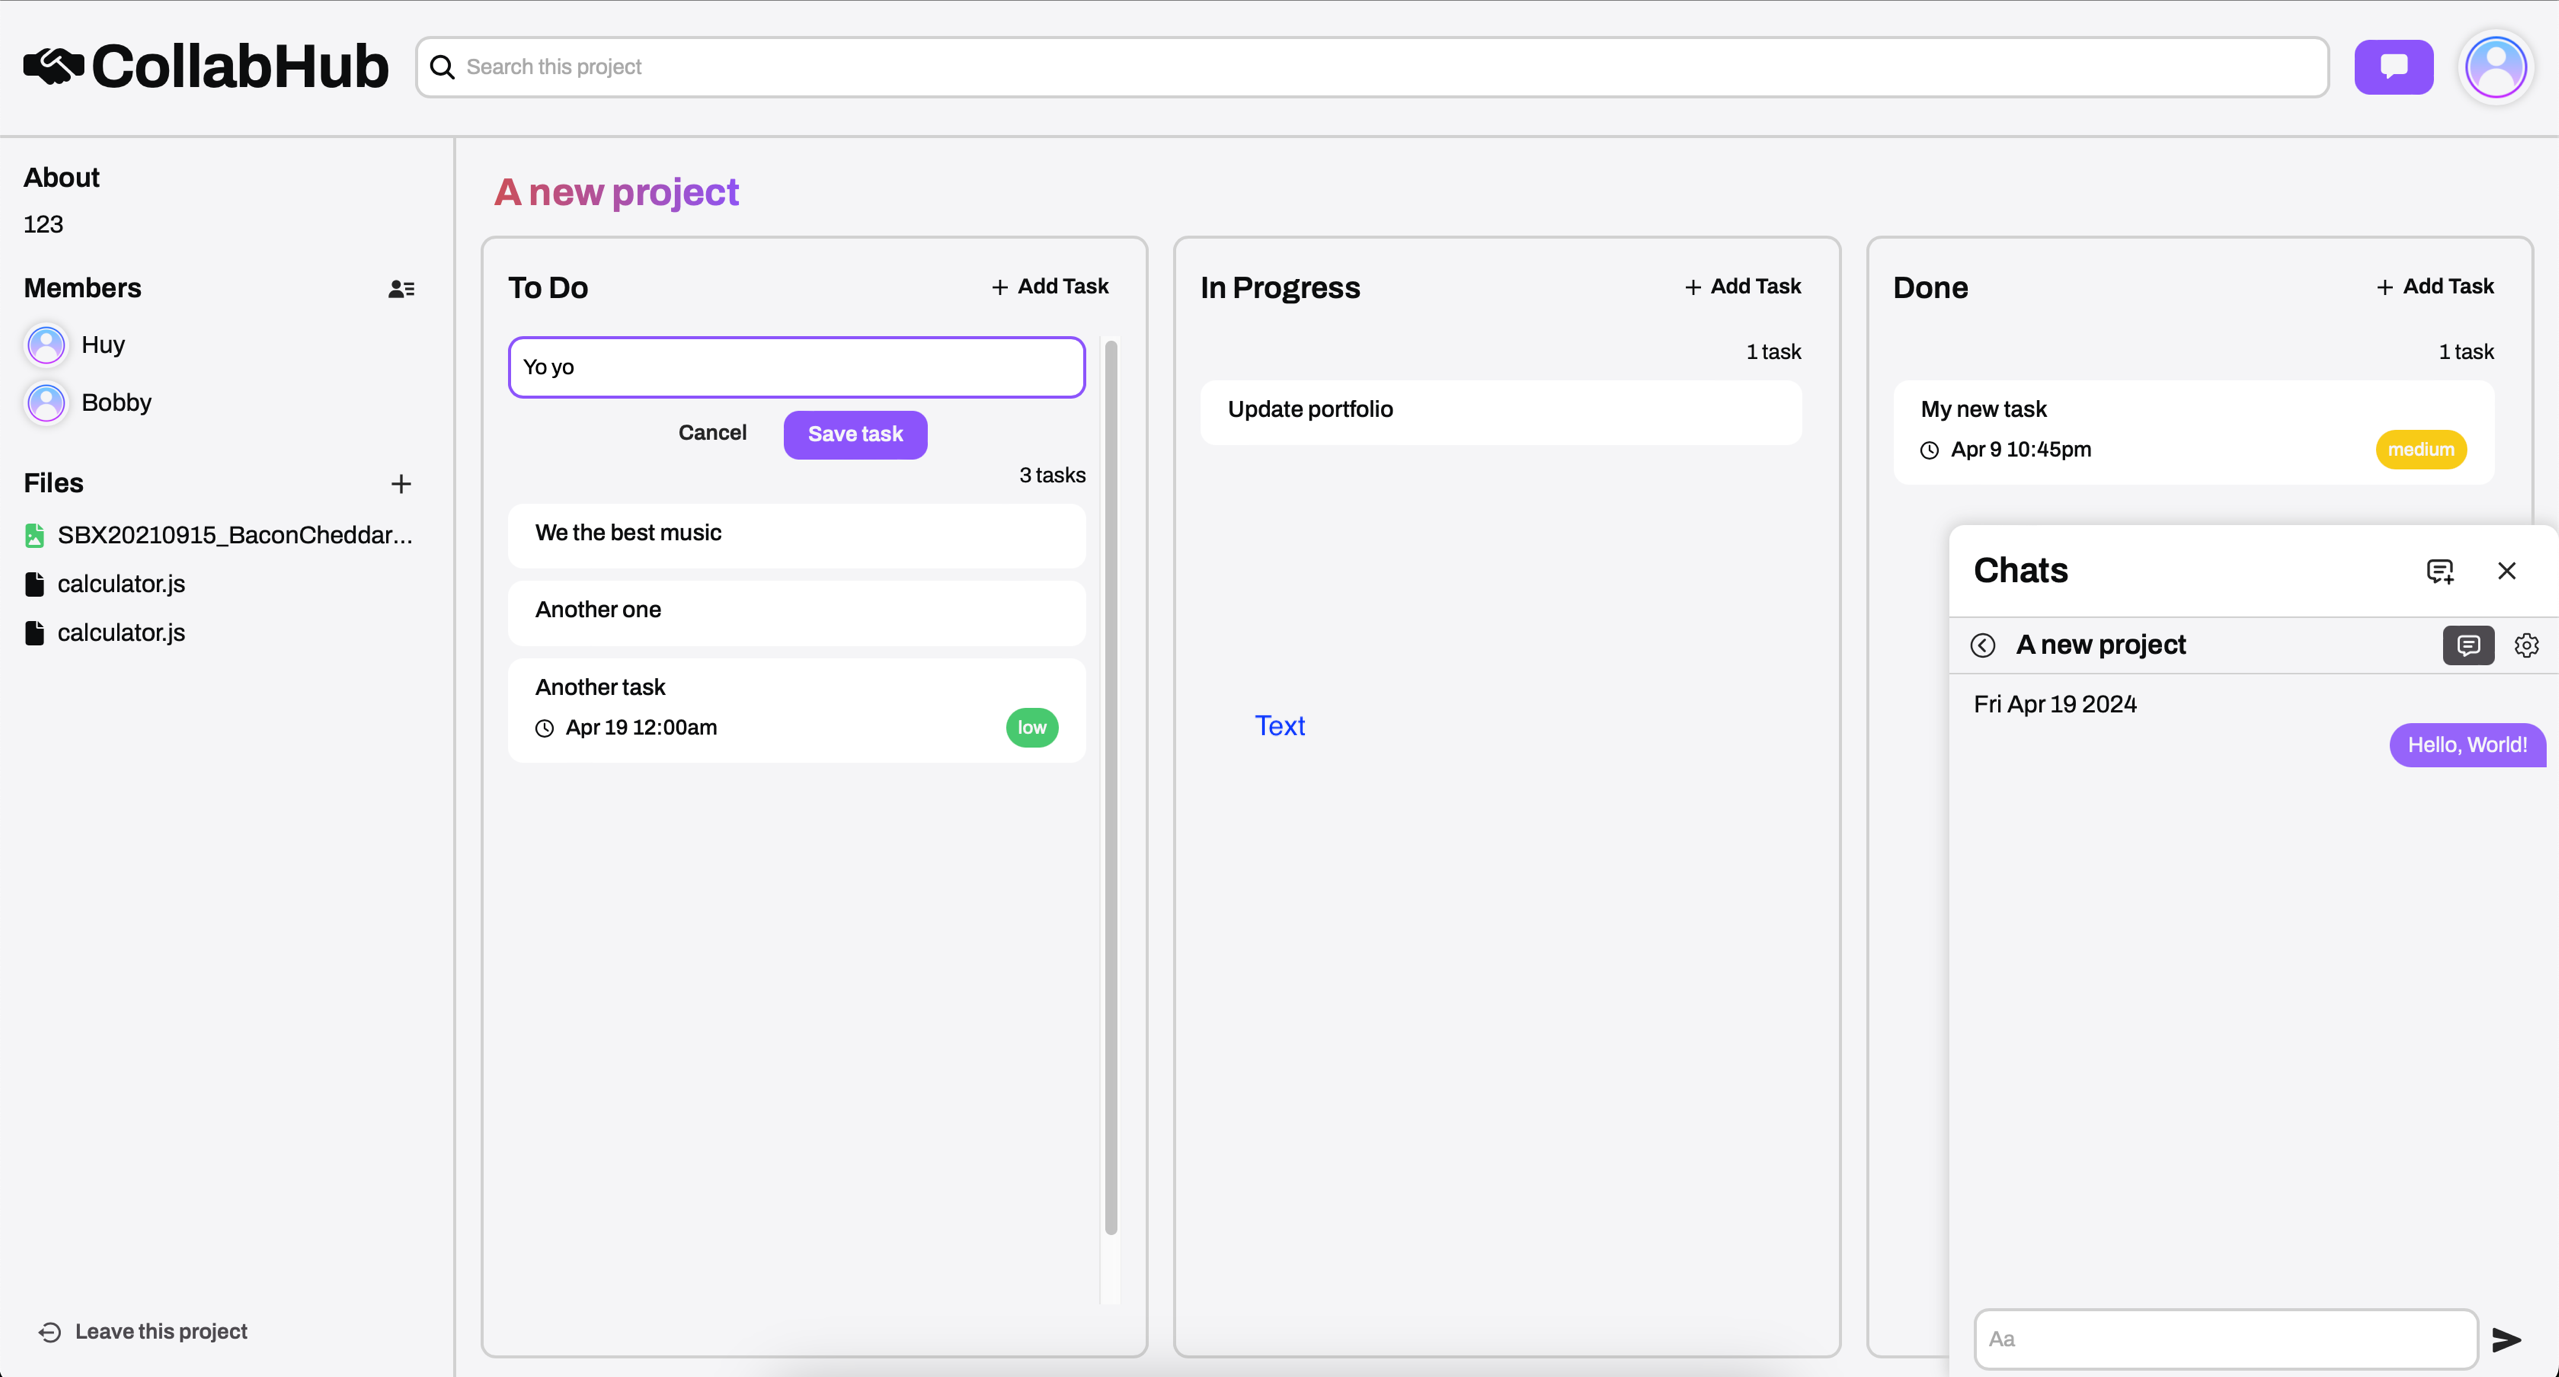 CollabHub
Search this project
About
123
Members
Huy
Bobby
Files
SBX20210915_BaconCheddar...
calculator.js
calculator.js
Leave this project
A new project
To Do
+ Add Task
Yo yo
Cancel
Save task
3 tasks
We the best music
Another one
Another task
Apr 19 12:00am
low
In Progress
+ Add Task
1 task
Update portfolio
Text
Done
+ Add Task
1 task
My new task
Apr 9 10:45pm
medium
Chats
A new project
Fri Apr 19 2024
Hello, World!
Aa